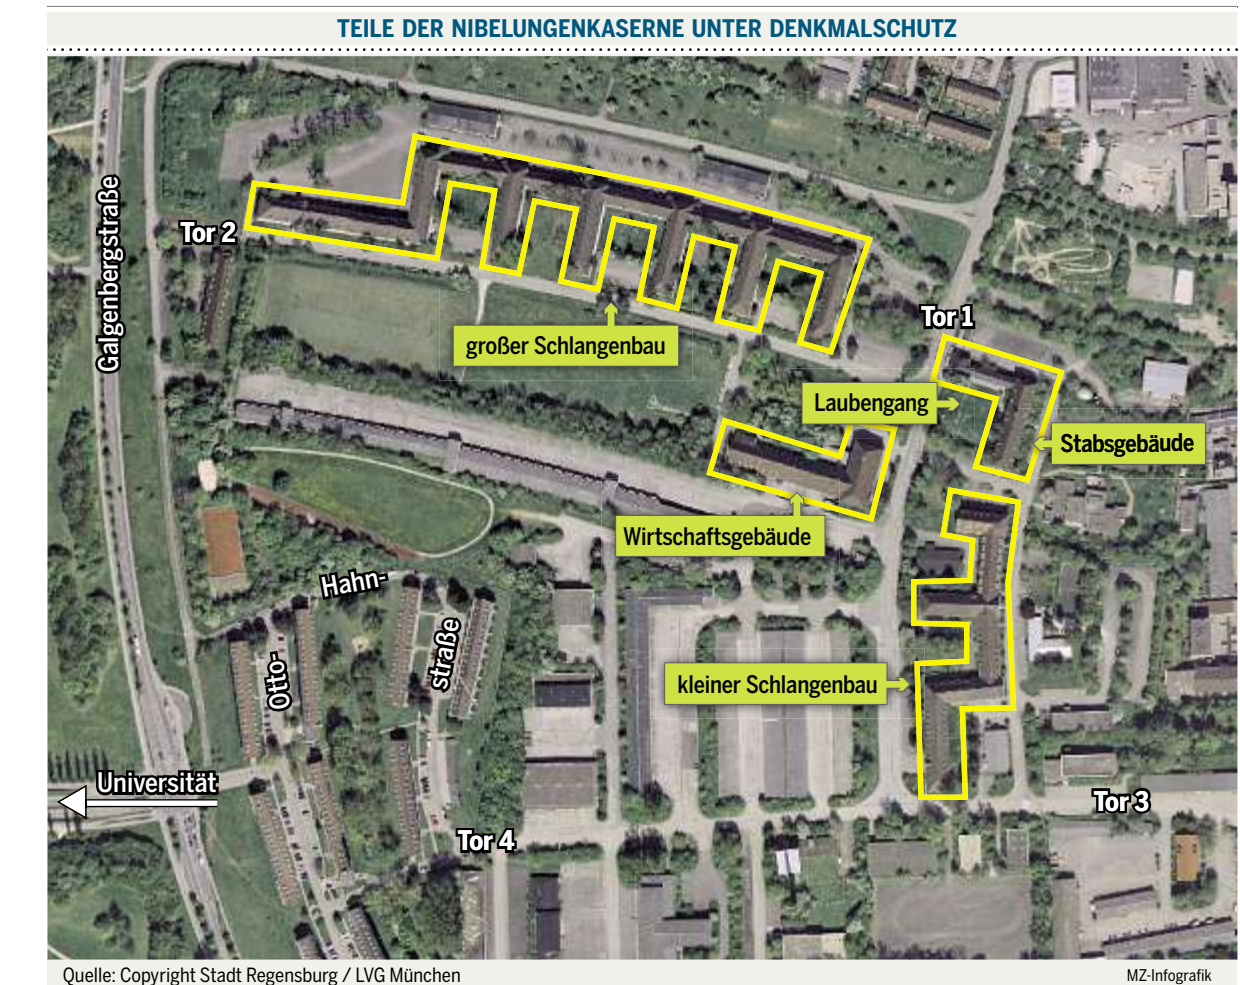 TEILE DER NIBELUNGENKASERNE UNTER DENKMALSCHUTZ
Galgenbergstraße
Tor 2
großer Schlangenbau
Tor 1
Laubengang
Stabsgebäude
Wirtschaftsgebäude
Hahn-
Otto-
straße
kleiner Schlangenbau
Universität
Tor 3
Tor 4
Quelle: Copyright Stadt Regensburg / LVG München
MZ-Infografik